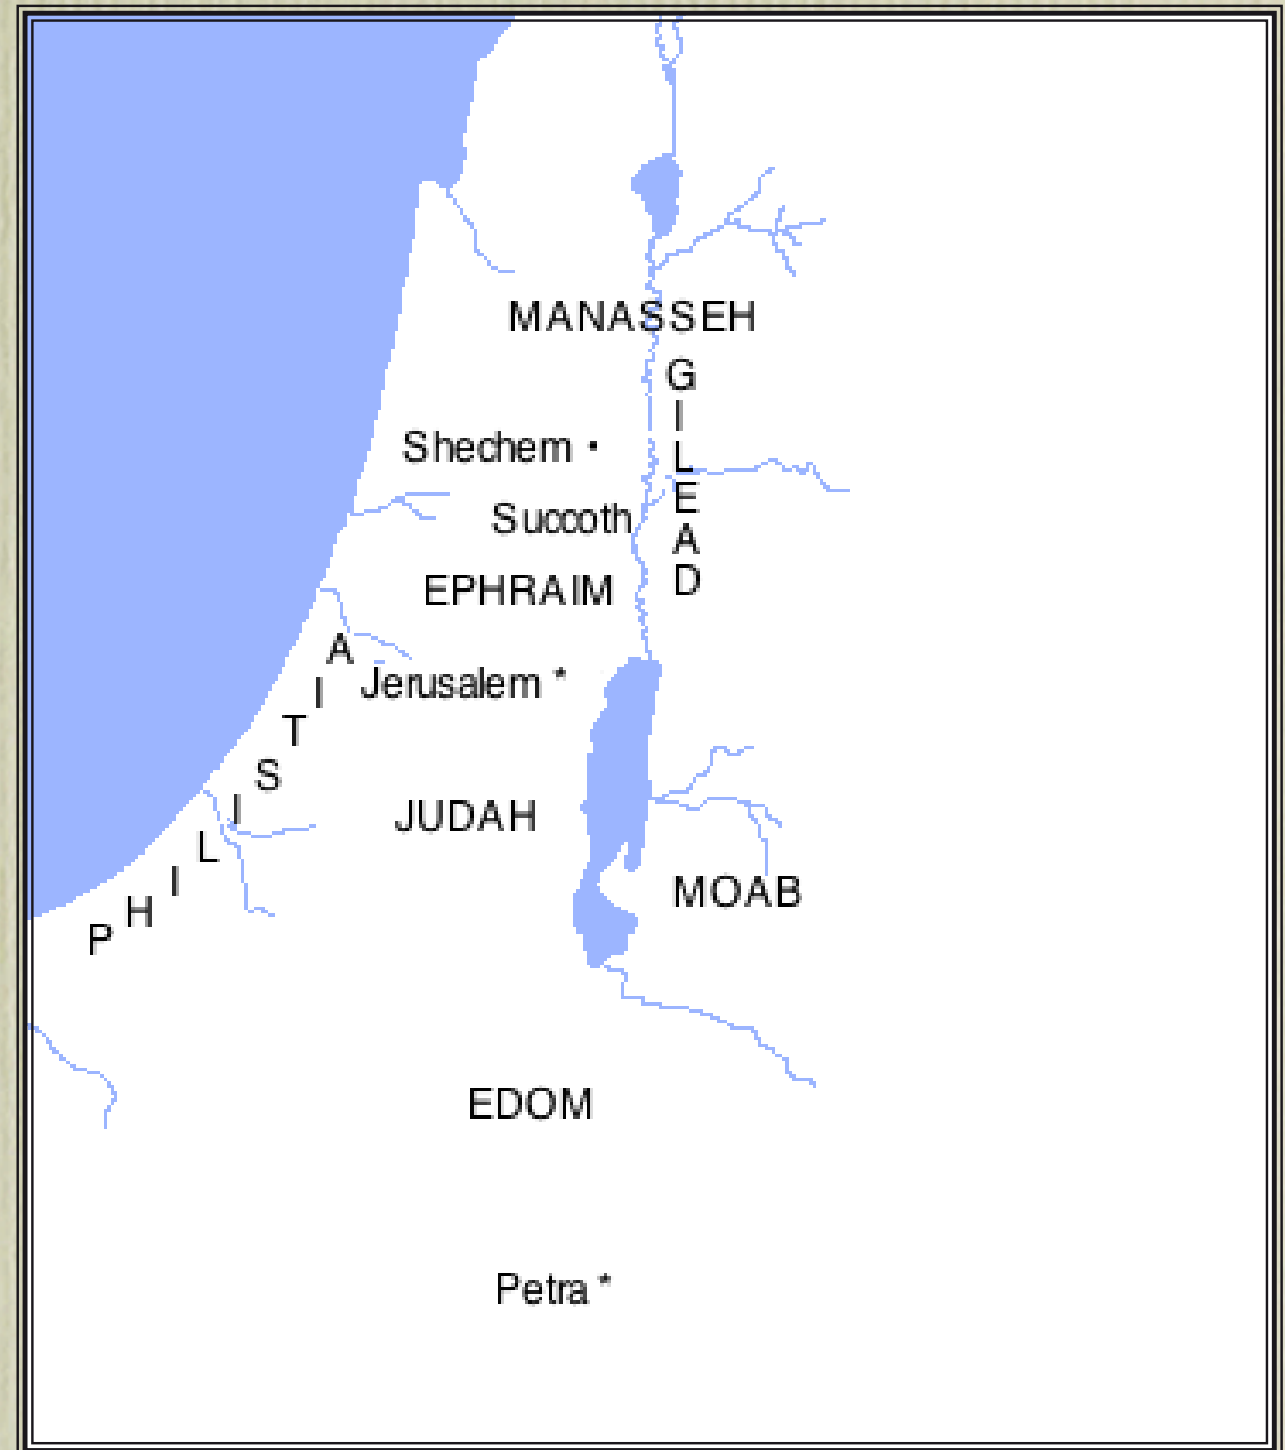 MANASSEH
GILEAD
Shechem •
Succoth
EPHRAIM
Jerusalem *
PHILISTIA
JUDAH
MOAB
EDOM
Petra *